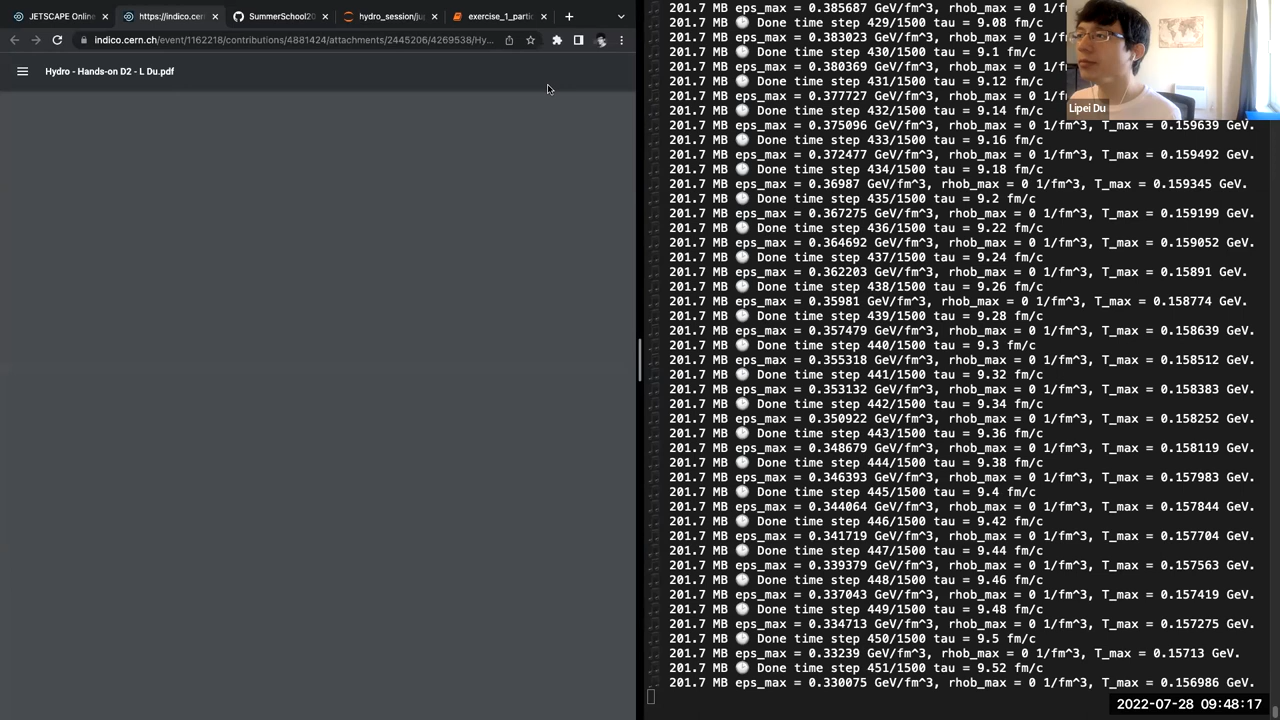 JETSCAPE Online
https://indico.c
Summerschool20
hydro_session/ju
exercise_1_partic
indico.cern.ch/event/1162210/contributions/4881424/attachments/2445206/4269538/H
Hydro - Hands-on 02 - L Du.pdf
201.7 MB eps_max = 0.385687 GeV/fm^3, rhob_max = 0 1/f
201.7 MB Done time step 429/1500 tau = 9.08 fm/c
201.7 MB eps_max = 0.383023 GeV/fm^3, rhob_max = 0 1/f
201.7 MB Done time step 430/1500 tau = 9.1 fm/c
201.7 MB eps_max = 0.380369 GeV/fm^3, rhob_max = 0 1/f
201.7 MB Done time step 431/1500 tau = 9.12 fm/c
201.7 MB eps_max = 0.377727 GeV/fm^3, rhob_max = 0 1/f
201.7 MB Done time step 432/1500 tau = 9.14 fm/c
Lipei Du
201.7 MB eps_max = 0.375096 GeV/fm^3, rhob_max = 0 1/fm^3, T_max = 0.159639 GeV.
201.7 MB Done time step 433/1500 tau = 9.16 fm/c
201.7 MB eps_max = 0.372477 GeV/fm^3, rhob_max = 0 1/fm^3, T_max = 0.159492 GeV.
201.7 MB Done time step 434/1500 tau = 9.18 fm/c
201.7 MB eps_max = 0.36987 GeV/fm^3, rhob_max = 0 1/fm^3, T_max = 0.159345 GeV.
201.7 MB Done time step 435/1500 tau = 9.2 fm/c
201.7 MB eps_max = 0.367275 GeV/fm^3, rhob_max = 0 1/fm^3, T_max = 0.159199 GeV.
201.7 MB Done time step 436/1500 tau = 9.22 fm/c
201.7 MB eps_max = 0.364692 GeV/fm^3, rhob_max = 0 1/fm^3, T_max = 0.159052 GeV.
201.7 MB Done time step 437/1500 tau = 9.24 fm/c
201.7 MB eps_max = 0.362203 GeV/fm^3, rhob_max = 0 1/fm^3, T_max = 0.15891 GeV.
201.7 MB Done time step 438/1500 tau = 9.26 fm/c
201.7 MB eps_max = 0.35981 GeV/fm^3, rhob_max = 0 1/fm^3, T_max = 0.158774 GeV.
201.7 MB Done time step 439/1500 tau = 9.28 fm/c
201.7 MB eps_max = 0.357479 GeV/fm^3, rhob_max = 0 1/fm^3, T_max = 0.158639 GeV.
201.7 MB Done time step 440/1500 tau = 9.3 fm/c
201.7 MB eps_max = 0.355318 GeV/fm^3, rhob_max = 0 1/fm^3, T_max = 0.158512 GeV.
201.7 MB Done time step 441/1500 tau = 9.32 fm/c
201.7 MB eps_max = 0.353132 GeV/fm^3, rhob_max = 0 1/fm^3, T_max = 0.158383 GeV.
201.7 MB Done time step 442/1500 tau = 9.34 fm/c
201.7 MB eps_max = 0.350922 GeV/fm^3, rhob_max = 0 1/fm^3, T_max = 0.158252 GeV.
201.7 MB Done time step 443/1500 tau = 9.36 fm/c
201.7 MB eps_max = 0.348679 GeV/fm^3, rhob_max = 0 1/fm^3, T_max = 0.158119 GeV.
201.7 MB Done time step 444/1500 tau = 9.38 fm/c
201.7 MB eps_max = 0.346393 GeV/fm^3, rhob_max = 0 1/fm^3, T_max = 0.157983 GeV.
201.7 MB Done time step 445/1500 tau = 9.4 fm/c
201.7 MB eps_max = 0.344064 GeV/fm^3, rhob_max = 0 1/fm^3, T_max = 0.157844 GeV.
201.7 MB Done time step 446/1500 tau = 9.42 fm/c
201.7 MB eps_max = 0.341719 GeV/fm^3, rhob_max = 0 1/fm^3, T_max = 0.157704 GeV.
201.7 MB Done time step 447/1500 tau = 9.44 fm/c
201.7 MB eps_max = 0.339379 GeV/fm^3, rhob_max = 0 1/fm^3, T_max = 0.157563 GeV.
201.7 MB Done time step 448/1500 tau = 9.46 fm/c
201.7 MB eps_max = 0.337043 GeV/fm^3, rhob_max = 0 1/fm^3, T_max = 0.157419 GeV.
201.7 MB Done time step 449/1500 tau = 9.48 fm/c
201.7 MB eps_max = 0.334713 GeV/fm^3, rhob_max = 0 1/fm^3, T_max = 0.157275 GeV.
201.7 MB Done time step 450/1500 tau = 9.5 fm/c
201.7 MB eps_max = 0.33239 GeV/fm^3, rhob_max = 0 1/fm^3, T_max = 0.15713 GeV.
201.7 MB Done time step 451/1500 tau = 9.52 fm/c
201.7 MB eps_max = 0.330075 GeV/fm^3, rhob_max = 0 1/fm^3, T_max = 0.156986 GeV.
2022-07-28 09:48:17